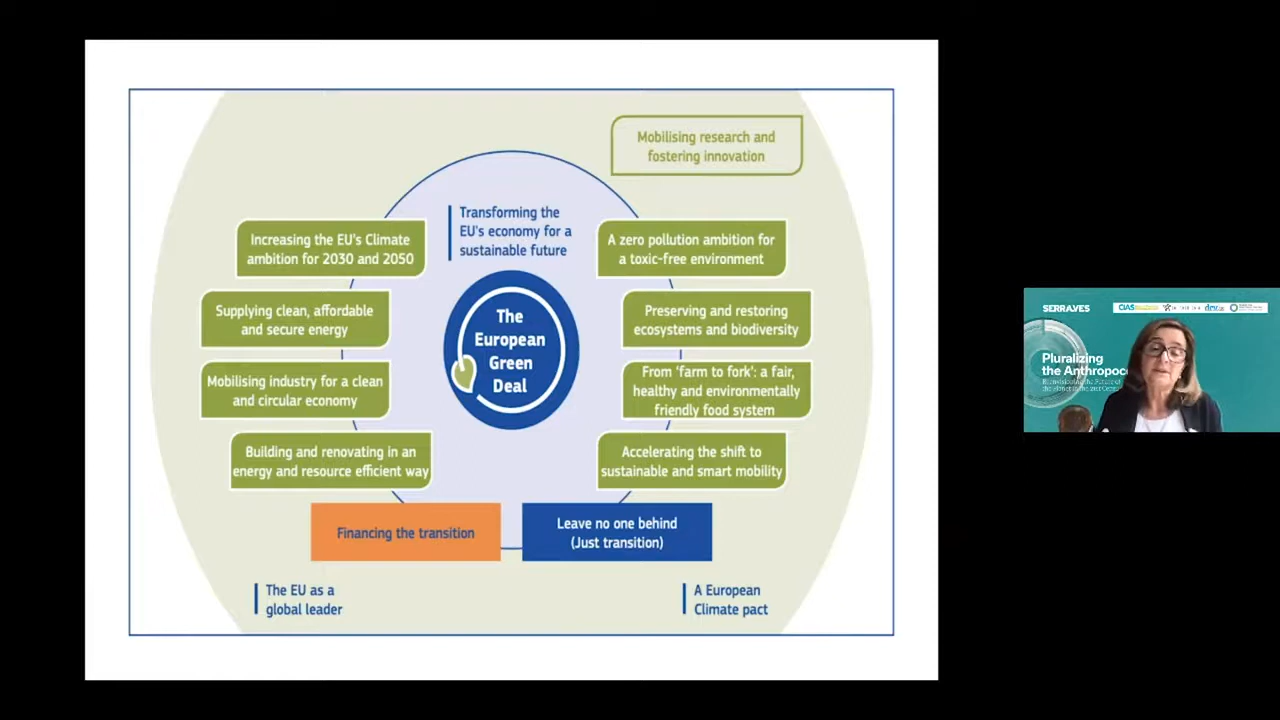 Mobilising research and
fostering innovation
Transforming the
EU's economy for a
sustainable future
Increasing the EU's Climate
ambition for 2030 and 2050
A zero pollution ambition for
a toxic-free environment
Supplying clean, affordable
and secure energy
The
European
Green
Deal
Preserving and restoring
ecosystems and biodiversity
Mobilising industry for a clean
and circular economy
From 'farm to fork': a fair,
healthy and environmentally
friendly food system
Building and renovating in an
energy and resource efficient way
Accelerating the shift to
sustainable and smart mobility
Financing the transition
Leave no one behind
(Just transition)
The EU as a
global leader
A European
Climate pact
SERRALVES
CIAS
Pluralizing
the Anthropoc